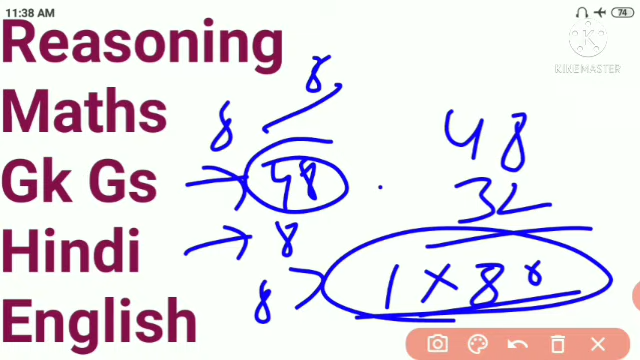 11:38 AM
74
KINEMASTER
Reasoning
Maths
Gk Gs
Hindi
English
8
8
48
8
8
48
32
1 × 8